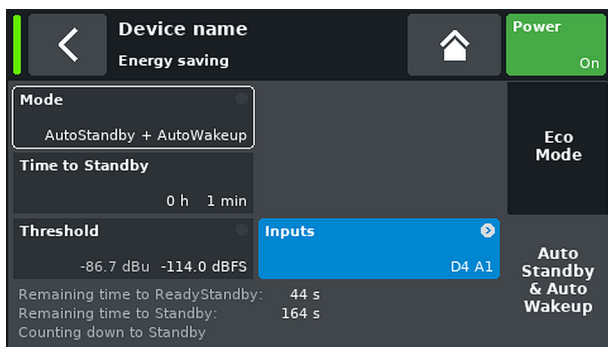 Device name
Energy saving
Power
On
Mode
AutoStandby + AutoWakeup
Time to Standby
0 h 1 min
Threshold
-86.7 dBu -114.0 dBFS
Inputs
D4 A1
Eco
Mode
Auto
Standby
& Auto
Wakeup
Remaining time to ReadyStandby: 44 s
Remaining time to Standby: 164 s
Counting down to Standby